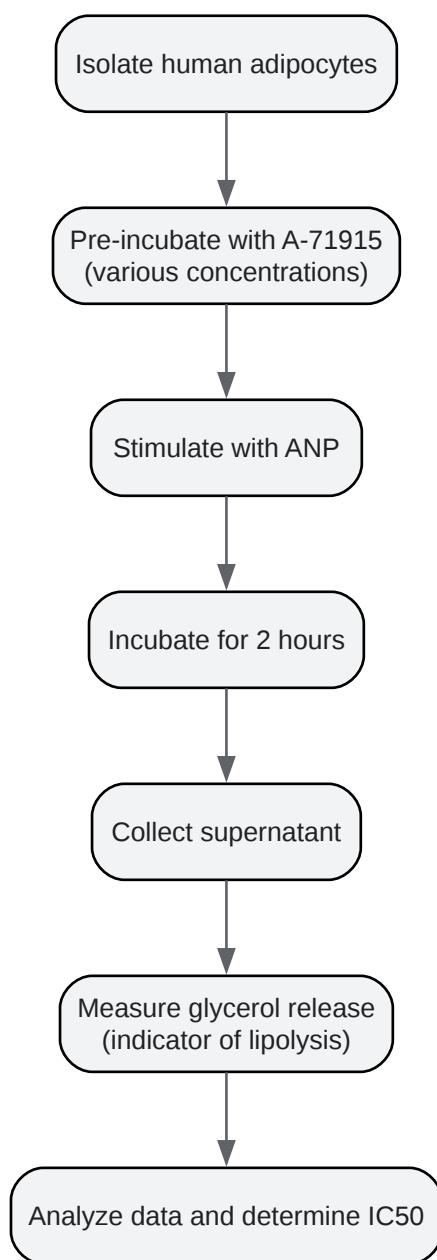 Isolate human adipocytes
Pre-incubate with A-71915
(various concentrations)
Stimulate with ANP
Incubate for 2 hours
Collect supernatant
Measure glycerol release
(indicator of lipolysis)
Analyze data and determine IC50